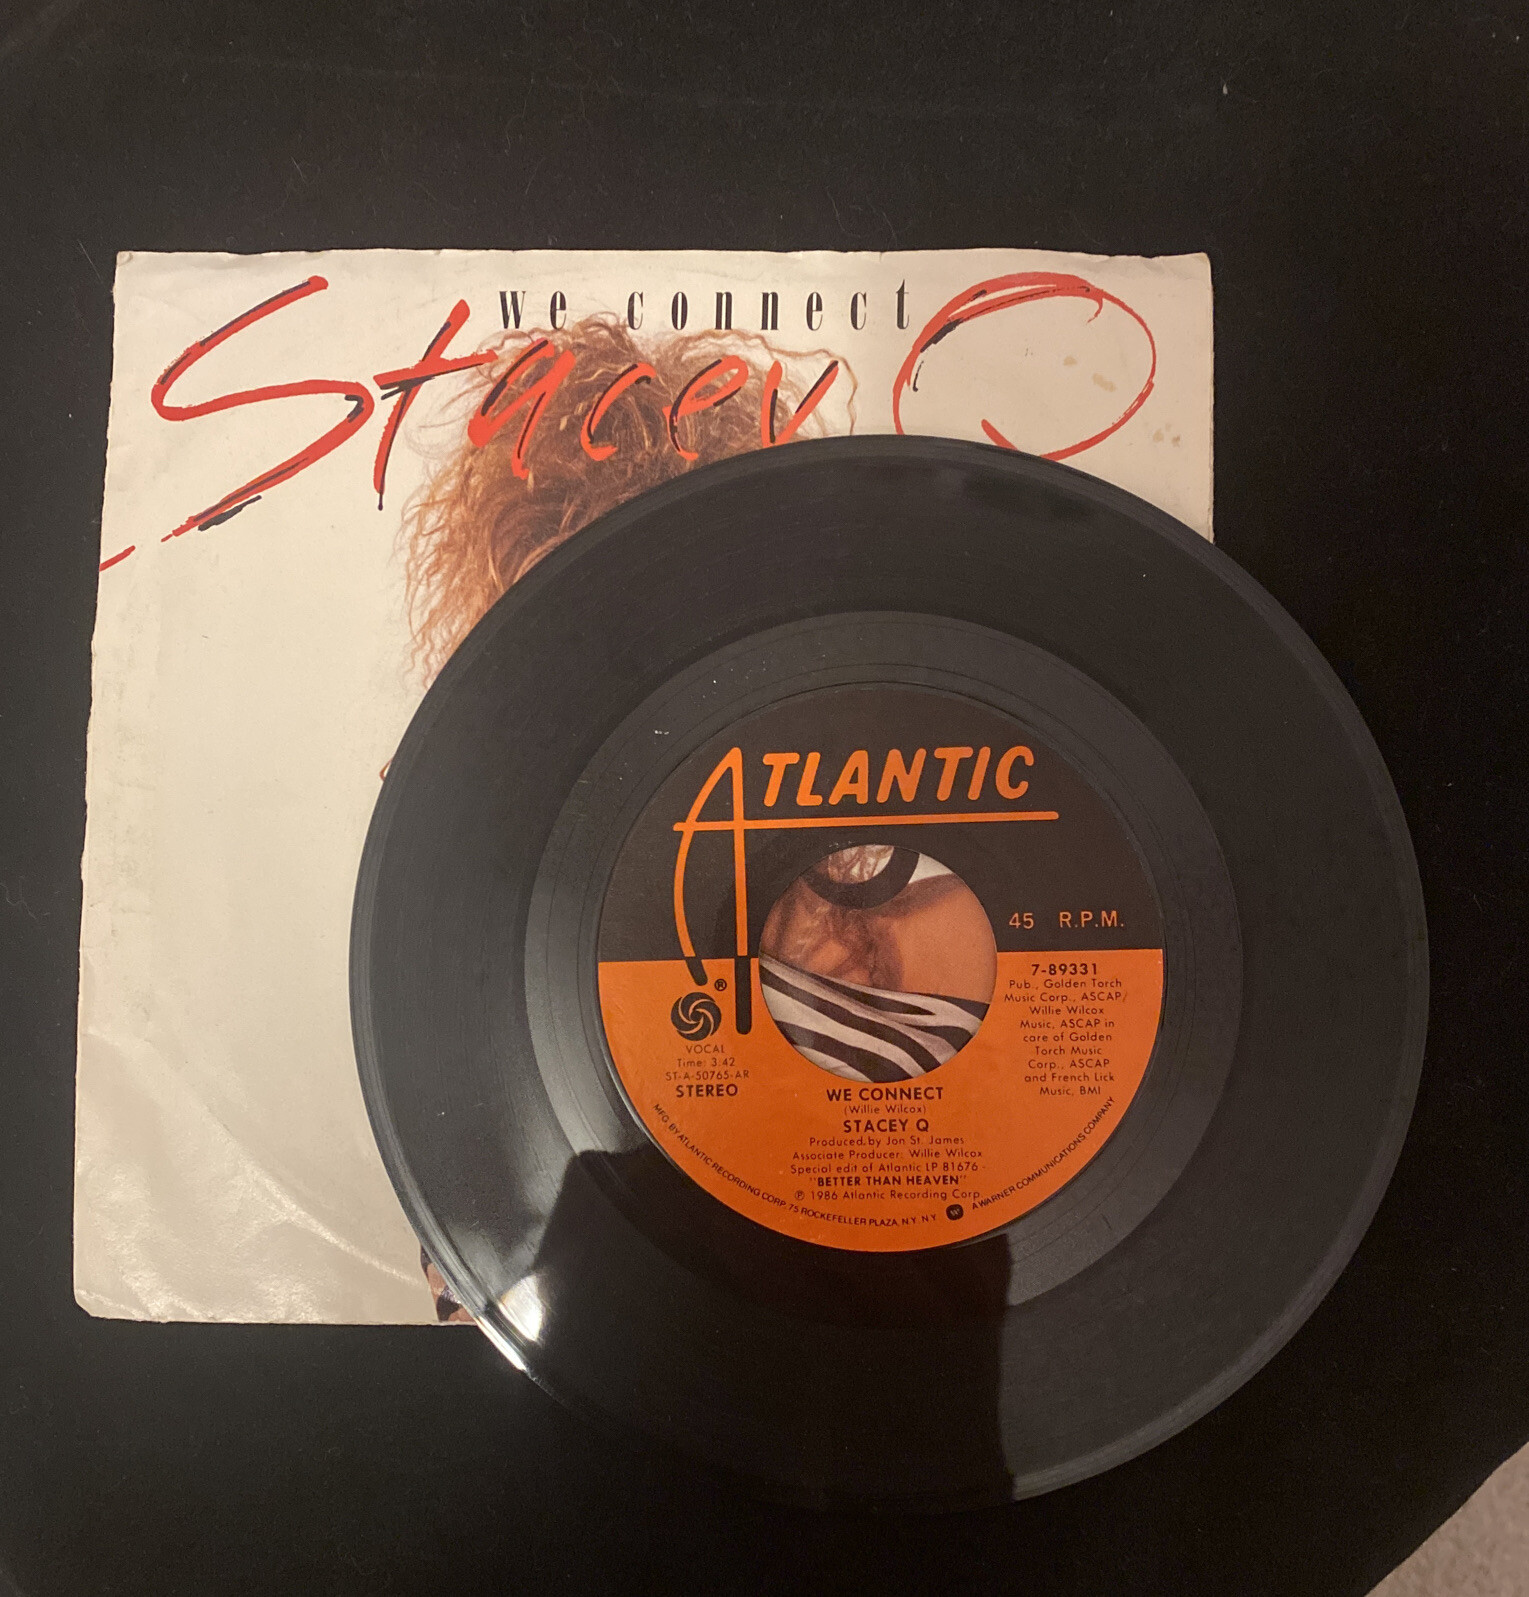 we connect
Stacey Q
ATLANTIC
45 R.P.M.
7-89331
Pub., Golden Torch
Music Corp., ASCAP/
Willie Wilcox
Music, ASCAP in
care of Golden
Torch Music
Corp., ASCAP
and French Lick
Music, BMI
®
VOCAL
Time: 3:42
ST-A-50765-AR
STEREO
WE CONNECT
(Willie Wilcox)
STACEY Q
Produced by Jon St. James
Associate Producer: Willie Wilcox
Special edit of Atlantic LP 81676 -
"BETTER THAN HEAVEN"
℗ 1986 Atlantic Recording Corp.
MFG. BY ATLANTIC RECORDING CORP., 75 ROCKEFELLER PLAZA, N.Y. N.Y. W A WARNER COMMUNICATIONS COMPANY